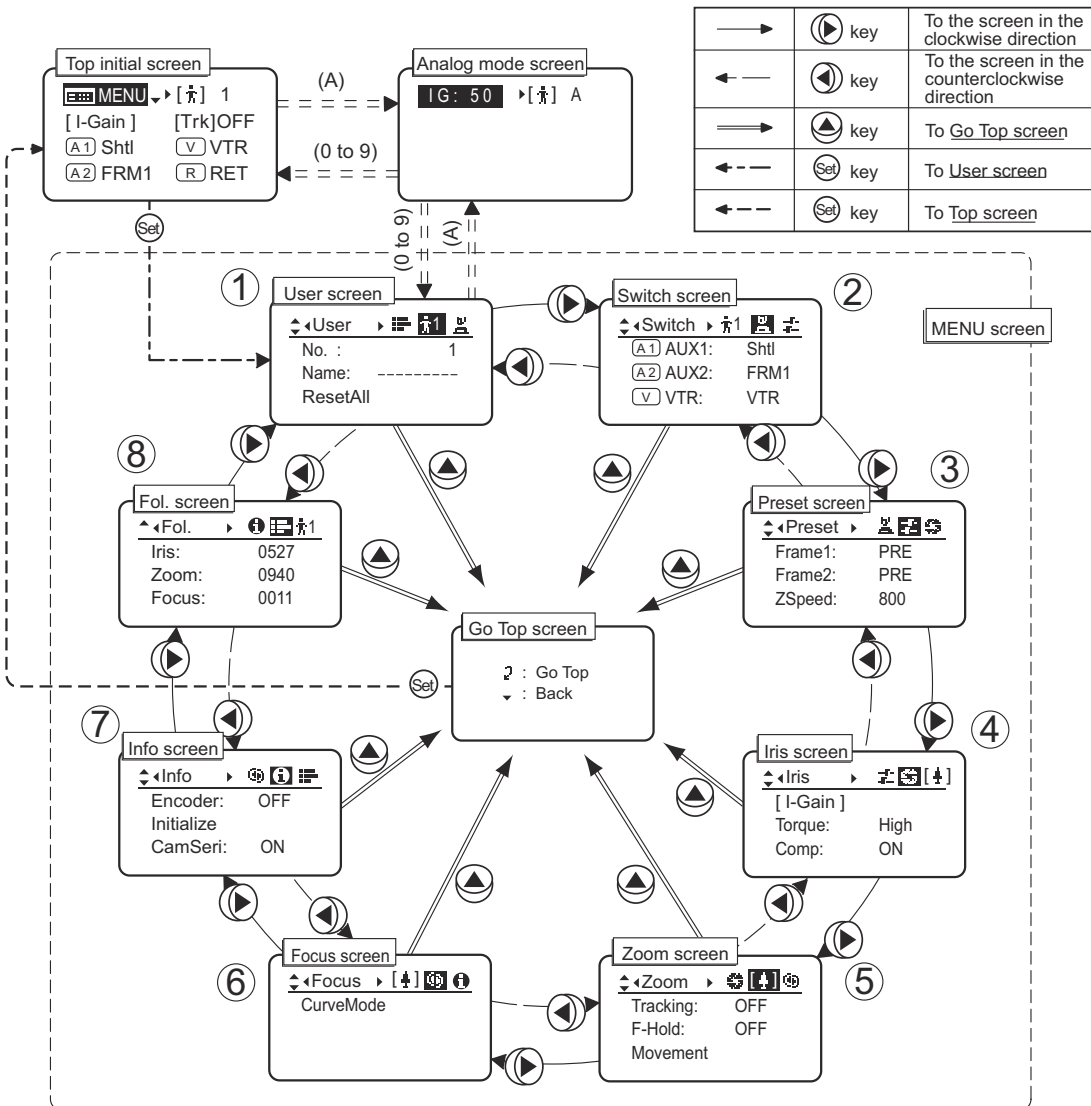 Top initial screen
MENU [ ] 1
[ I-Gain ] [Trk]OFF
A 1 Shtl V VTR
A 2 FRM1 R RET
(A)
(0 to 9)
Analog mode screen
IG: 50 [ ] A
key To the screen in the clockwise direction
key To the screen in the counterclockwise direction
key To Go Top screen
Set key To User screen
Set key To Top screen
Set
(0 to 9)
(A)
MENU screen
①
User screen
User 1
No. : 1
Name: ---------
ResetAll
②
Switch screen
Switch 1
A 1 AUX1: Shtl
A 2 AUX2: FRM1
V VTR: VTR
③
Preset screen
Preset
Frame1: PRE
Frame2: PRE
ZSpeed: 800
④
Iris screen
Iris
[ I-Gain ]
Torque: High
Comp: ON
⑤
Zoom screen
Zoom
Tracking: OFF
F-Hold: OFF
Movement
⑥
Focus screen
Focus
CurveMode
⑦
Info screen
Info
Encoder: OFF
Initialize
CamSeri: ON
⑧
Fol. screen
Fol. 1
Iris: 0527
Zoom: 0940
Focus: 0011
Go Top screen
: Go Top
: Back
Set